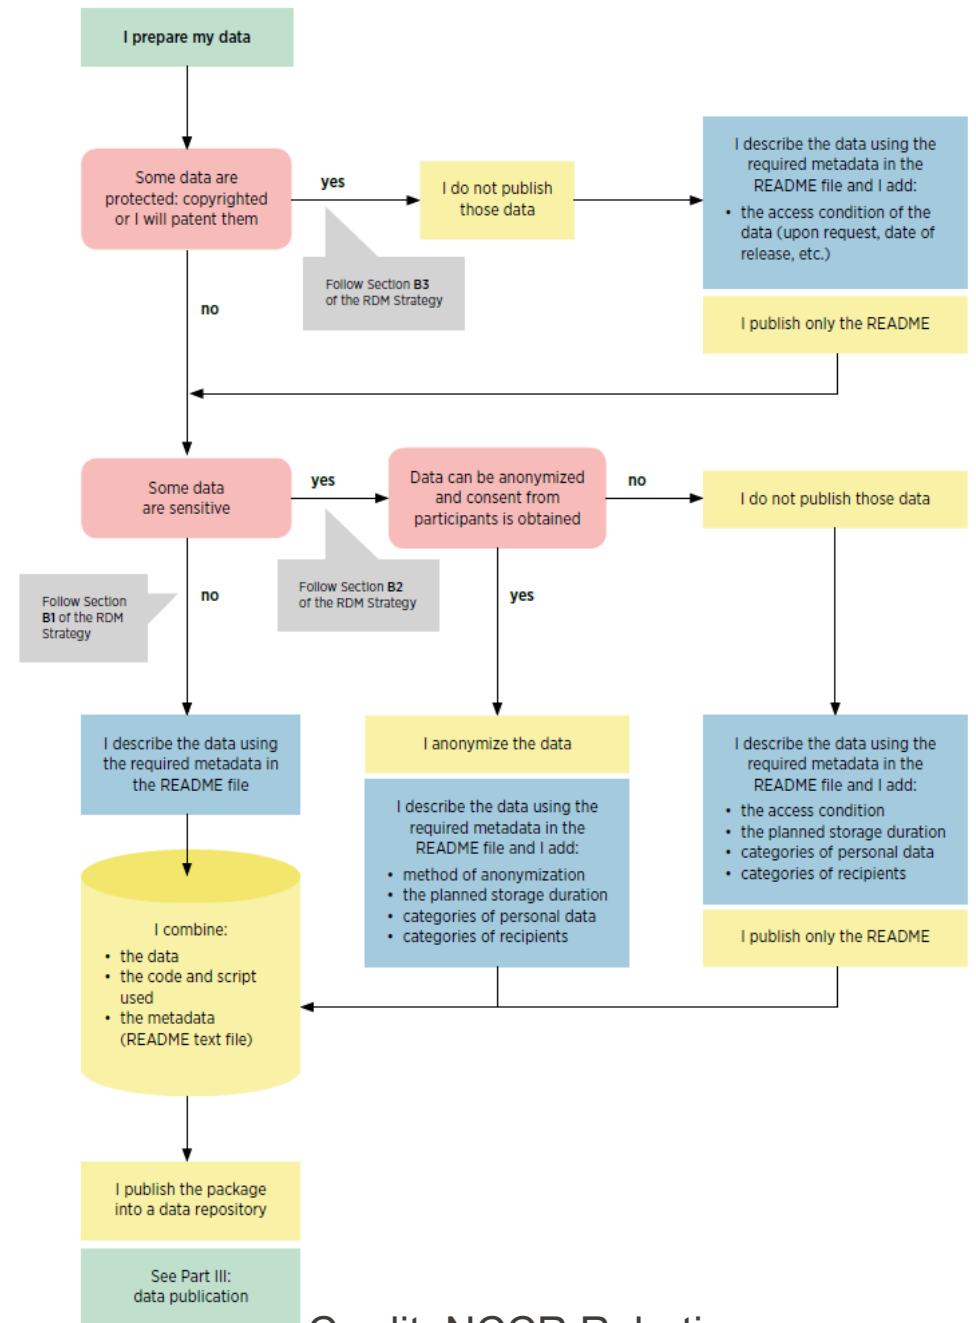 I prepare my data
Some data are
protected: copyrighted
or I will patent them
yes
I do not publish
those data
I describe the data using the
required metadata in the
README file and I add:
• the access condition of the
data (upon request, date of
release, etc.)
Follow Section B3
of the RDM Strategy
no
I publish only the README
Some data
are sensitive
yes
Data can be anonymized
and consent from
participants is obtained
no
I do not publish those data
Follow Section B2
of the RDM Strategy
Follow Section
B1 of the RDM
Strategy
no
yes
I describe the data using
the required metadata in
the README file
I anonymize the data
I describe the data using the
required metadata in the
README file and I add:
• method of anonymization
• the planned storage duration
• categories of personal data
• categories of recipients
I describe the data using the
required metadata in the
README file and I add:
• the access condition
• the planned storage duration
• categories of personal data
• categories of recipients
I publish only the README
I combine:
• the data
• the code and script
used
• the metadata
(README text file)
I publish the package
into a data repository
See Part III:
data publication
NCCR